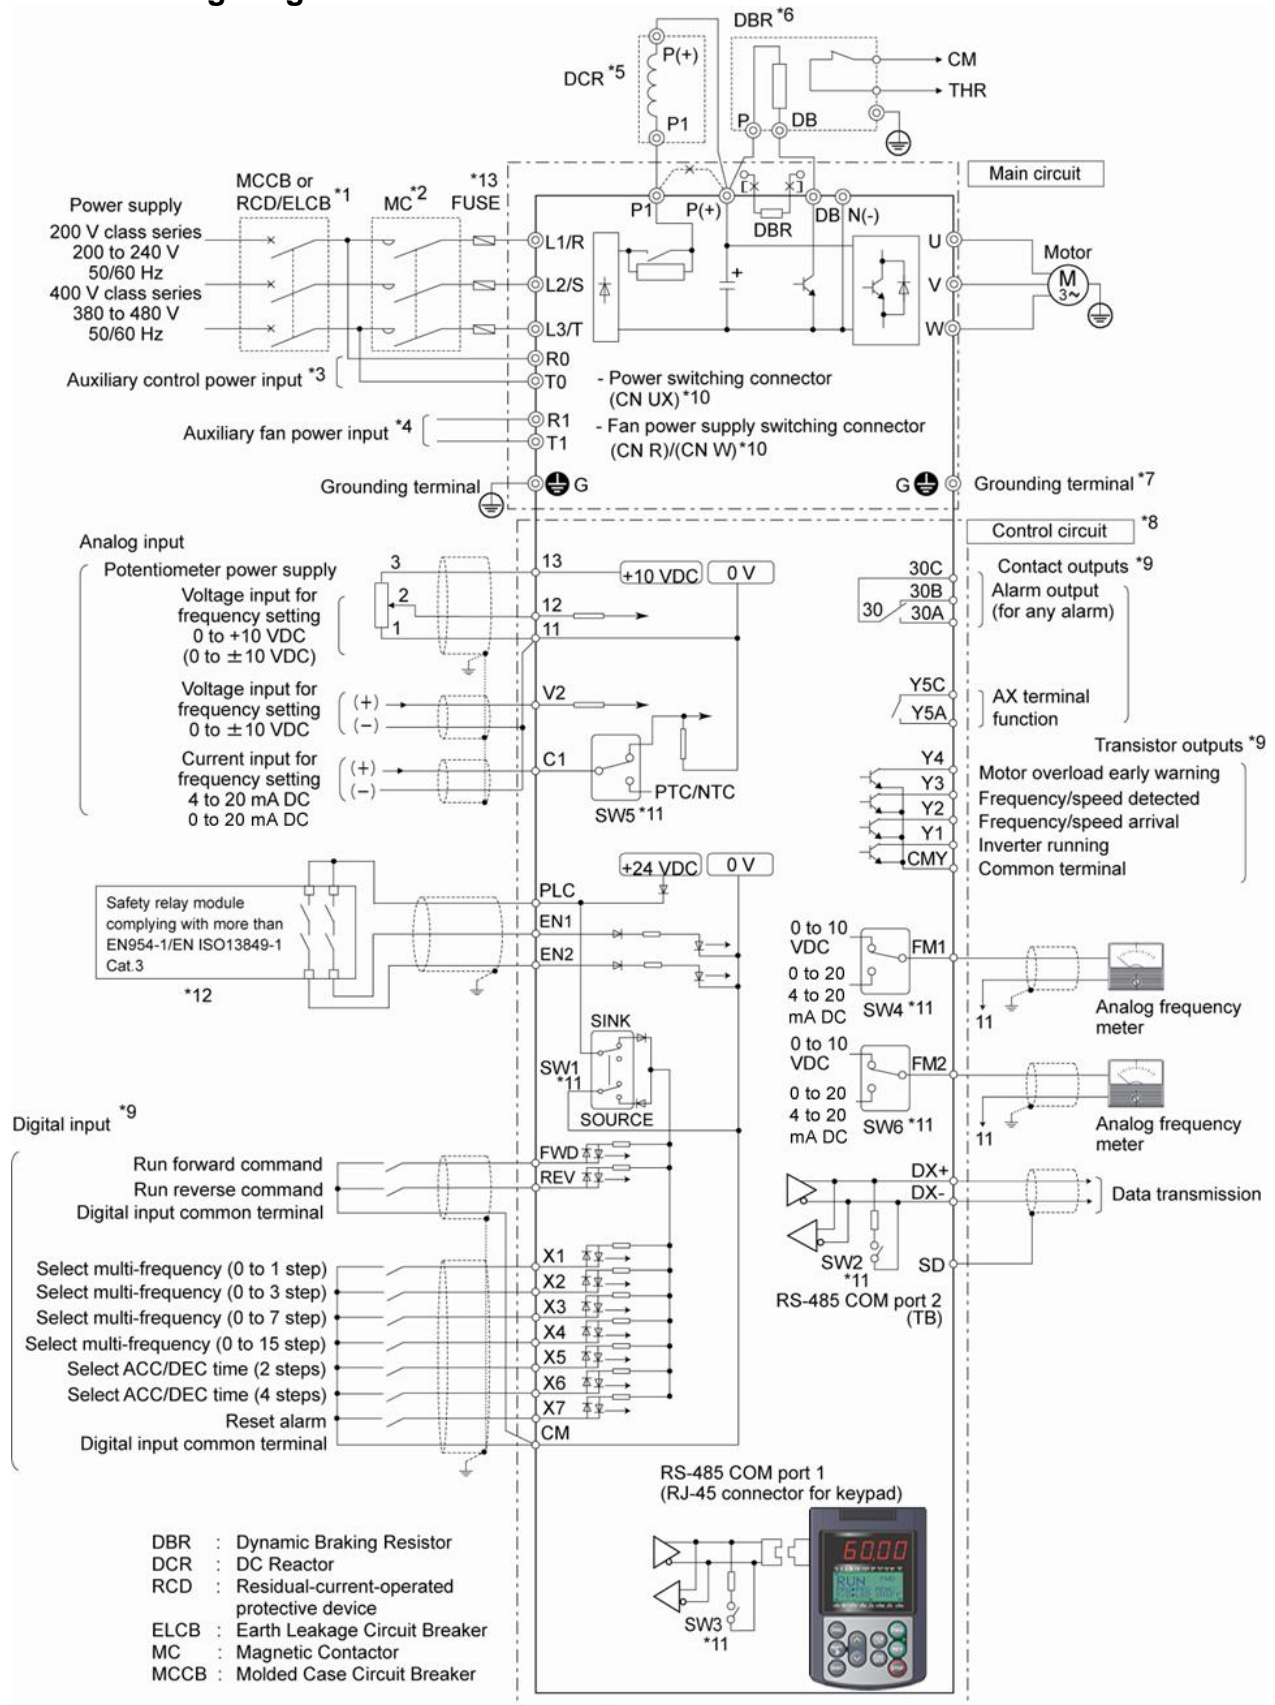 DBR *6
P(+)
DCR *5
CM
THR
P1
P
DB
Main circuit
MCCB or
RCD/ELCB *1
MC *2
*13
FUSE
Power supply
200 V class series
200 to 240 V
50/60 Hz
400 V class series
380 to 480 V
50/60 Hz
P1
P(+)
DBR
DB
N(-)
L1/R
L2/S
L3/T
+
U
V
W
Motor
M
3~
R0
T0
Auxiliary control power input *3
- Power switching connector
(CN UX) *10
R1
T1
Auxiliary fan power input *4
- Fan power supply switching connector
(CN R)/(CN W) *10
Grounding terminal
G
G
Grounding terminal *7
Control circuit *8
Analog input
Potentiometer power supply
3
13
+10 VDC
0 V
Voltage input for
frequency setting
0 to +10 VDC
(0 to ±10 VDC)
2
1
12
11
Voltage input for
frequency setting
0 to ±10 VDC
(+)
(-)
V2
Current input for
frequency setting
4 to 20 mA DC
0 to 20 mA DC
(+)
(-)
C1
PTC/NTC
SW5 *11
30C
30B
30
30A
Contact outputs *9
Alarm output
(for any alarm)
Y5C
Y5A
AX terminal
function
Transistor outputs *9
Y4
Motor overload early warning
Y3
Frequency/speed detected
Y2
Frequency/speed arrival
Y1
Inverter running
CMY
Common terminal
+24 VDC
0 V
PLC
EN1
EN2
Safety relay module
complying with more than
EN954-1/EN ISO13849-1
Cat.3
*12
0 to 10
VDC
0 to 20
4 to 20
mA DC
SW4 *11
FM1
11
Analog frequency
meter
SINK
SW1
*11
SOURCE
0 to 10
VDC
0 to 20
4 to 20
mA DC
SW6 *11
FM2
11
Analog frequency
meter
Digital input *9
Run forward command
FWD
Run reverse command
REV
Digital input common terminal
DX+
DX-
Data transmission
SW2
*11
SD
RS-485 COM port 2
(TB)
Select multi-frequency (0 to 1 step)
X1
Select multi-frequency (0 to 3 step)
X2
Select multi-frequency (0 to 7 step)
X3
Select multi-frequency (0 to 15 step)
X4
Select ACC/DEC time (2 steps)
X5
Select ACC/DEC time (4 steps)
X6
Reset alarm
X7
Digital input common terminal
CM
RS-485 COM port 1
(RJ-45 connector for keypad)
SW3
*11
60.00
RUN
DBR : Dynamic Braking Resistor
DCR : DC Reactor
RCD : Residual-current-operated
protective device
ELCB : Earth Leakage Circuit Breaker
MC : Magnetic Contactor
MCCB : Molded Case Circuit Breaker